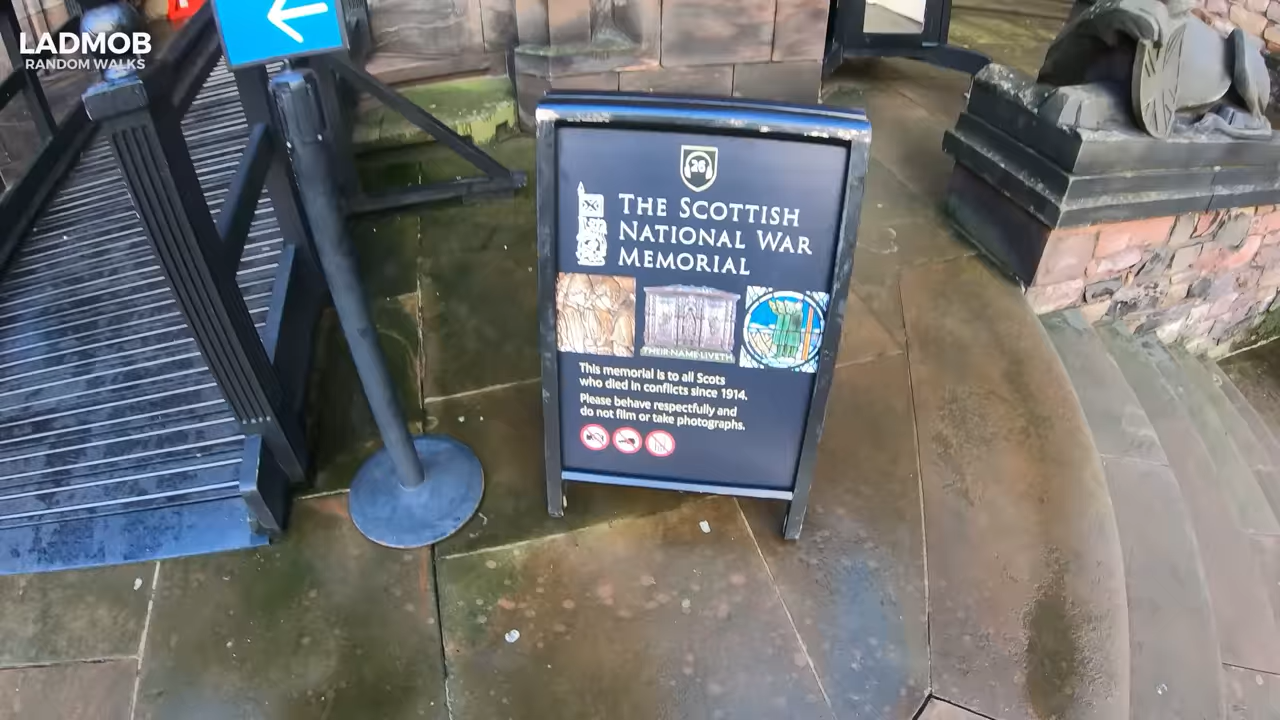 LADMOB
RANDOM WALKS
26
THE SCOTTISH
NATIONAL WAR
MEMORIAL
THEIR·NAME·LIVETH
This memorial is to all Scots
who died in conflicts since 1914.
Please behave respectfully and
do not film or take photographs.